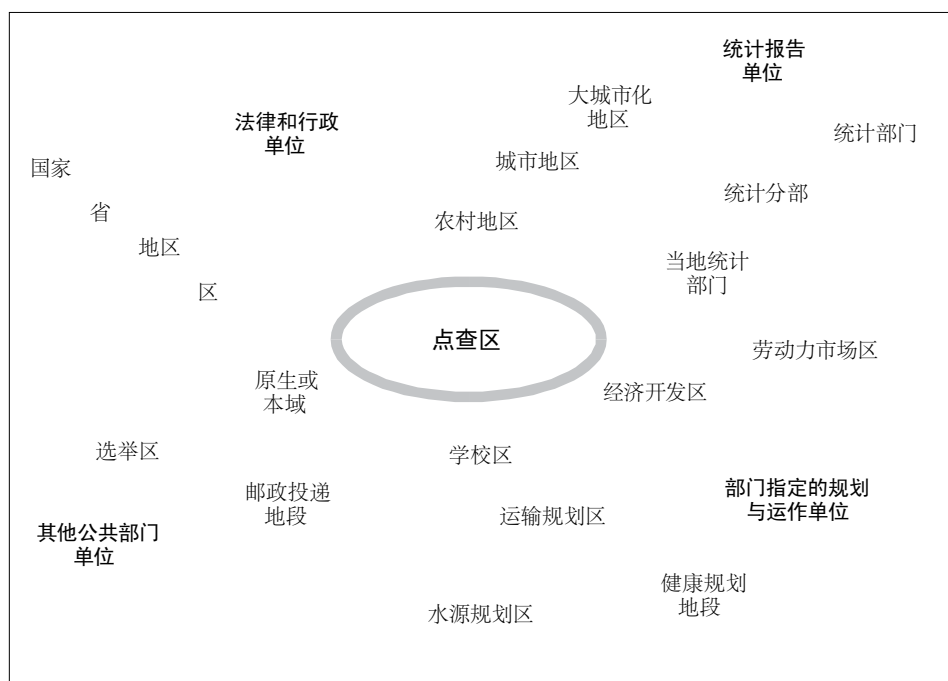 统计报告
单位
大城市化
地区
法律和行政
单位
统计部门
城市地区
国家
统计分部
省
农村地区
地区
当地统计
部门
区
点查区
劳动力市场区
原生或
本域
经济开发区
选举区
学校区
邮政投递
地段
部门指定的规划
与运作单位
运输规划区
其他公共部门
单位
健康规划
地段
水源规划区